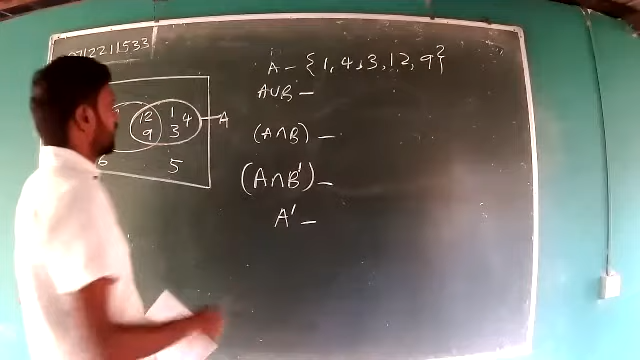 0712211533
i
A – {1, 4, 3, 12, 9}
A∪B –
(A∩B) –
(A∩B') –
A' –
12 1 4
9 3
A
6 5